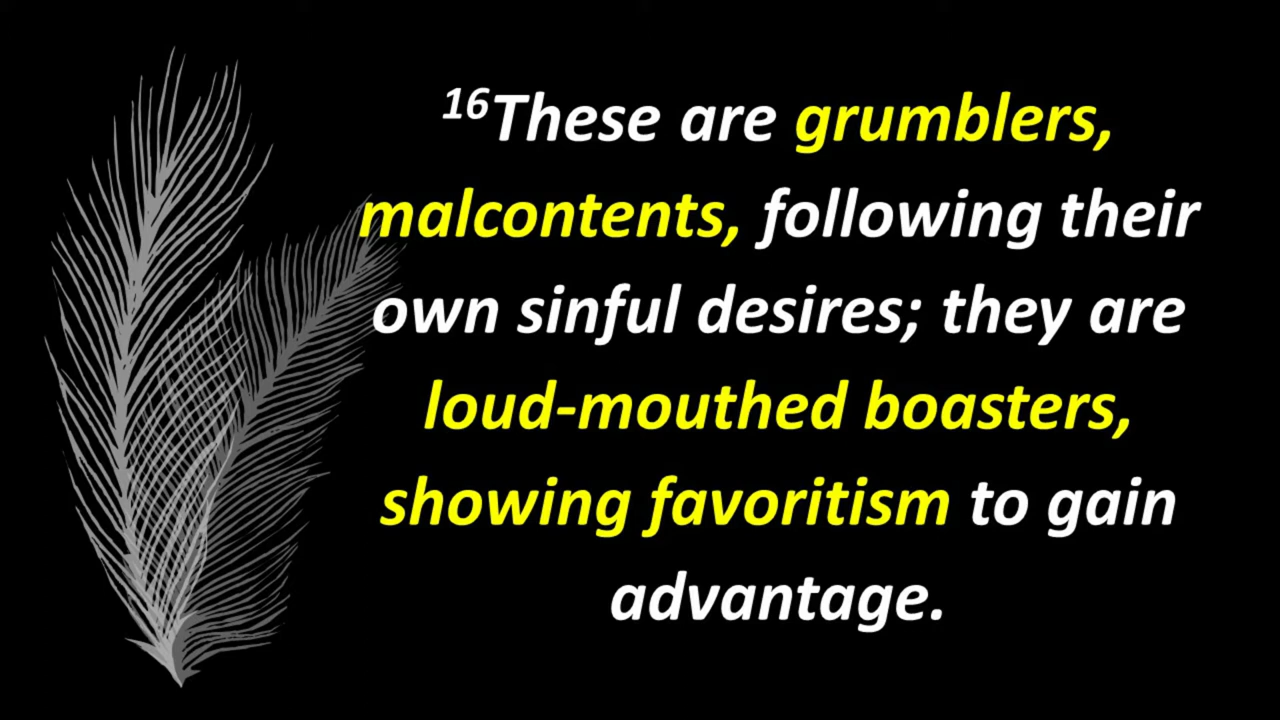 16These are grumblers,
malcontents, following their
own sinful desires; they are
loud-mouthed boasters,
showing favoritism to gain
advantage.